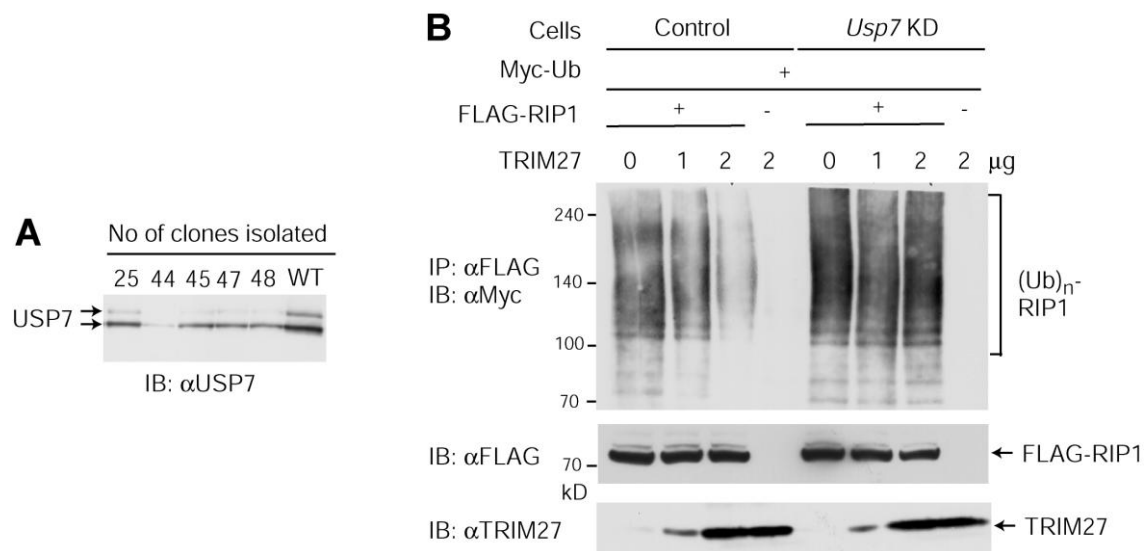 A
No of clones isolated
25 44 45 47 48 WT
USP7
IB: αUSP7
B
Cells Control Usp7 KD
Myc-Ub +
FLAG-RIP1 + - + -
TRIM27 0 1 2 2 0 1 2 2 μg
240
IP: αFLAG
IB: αMyc
140
100
70
(Ub)n-
RIP1
IB: αFLAG 70 FLAG-RIP1
kD
IB: αTRIM27 TRIM27